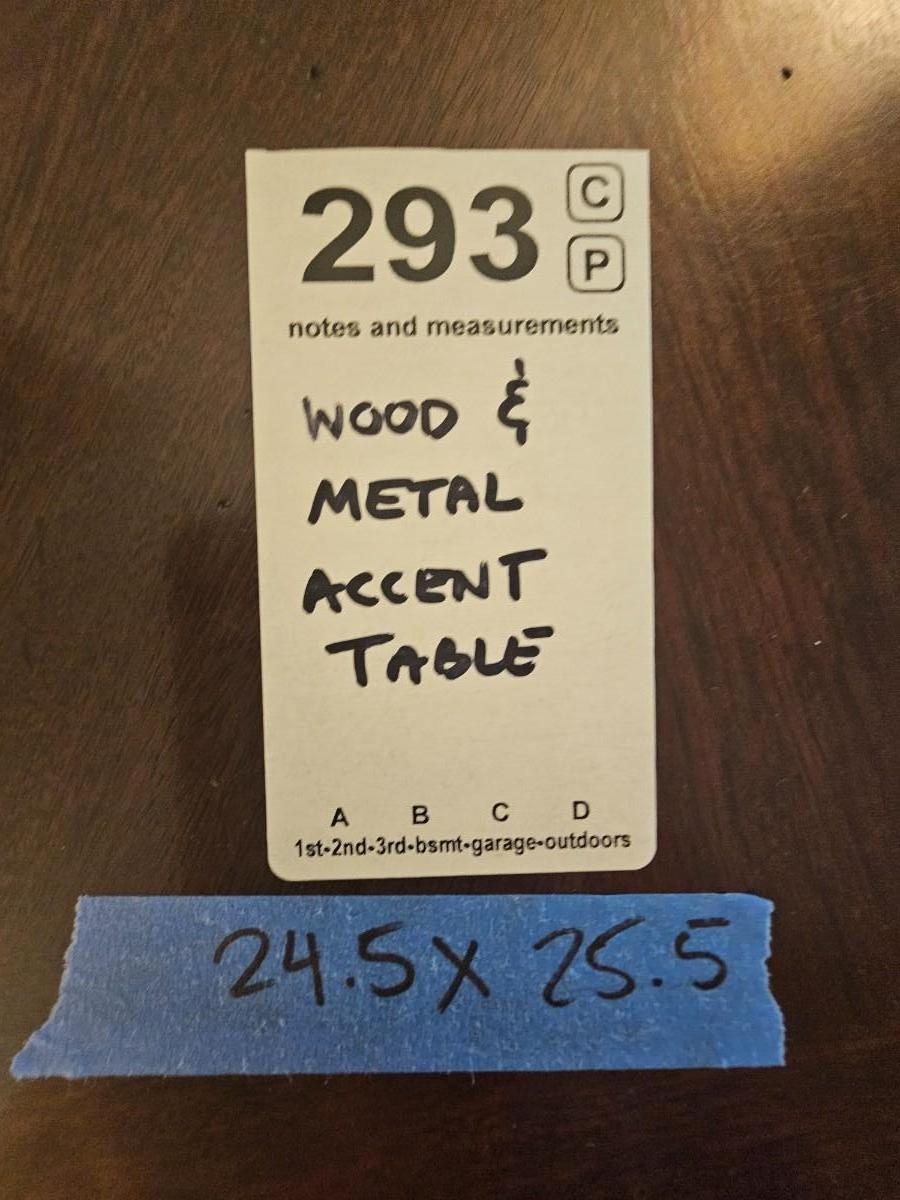 293 C
P
notes and measurements
WOOD &
METAL
ACCENT
TABLE
A B C D
1st-2nd-3rd-bsmt-garage-outdoors
24.5 X 25.5